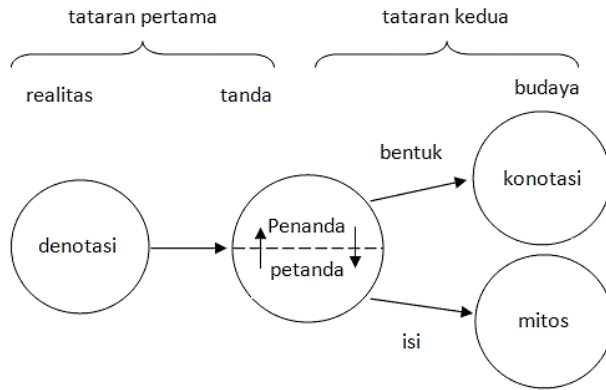 tataran pertama
tataran kedua
realitas
tanda
budaya
bentuk
konotasi
denotasi
Penanda
petanda
isi
mitos